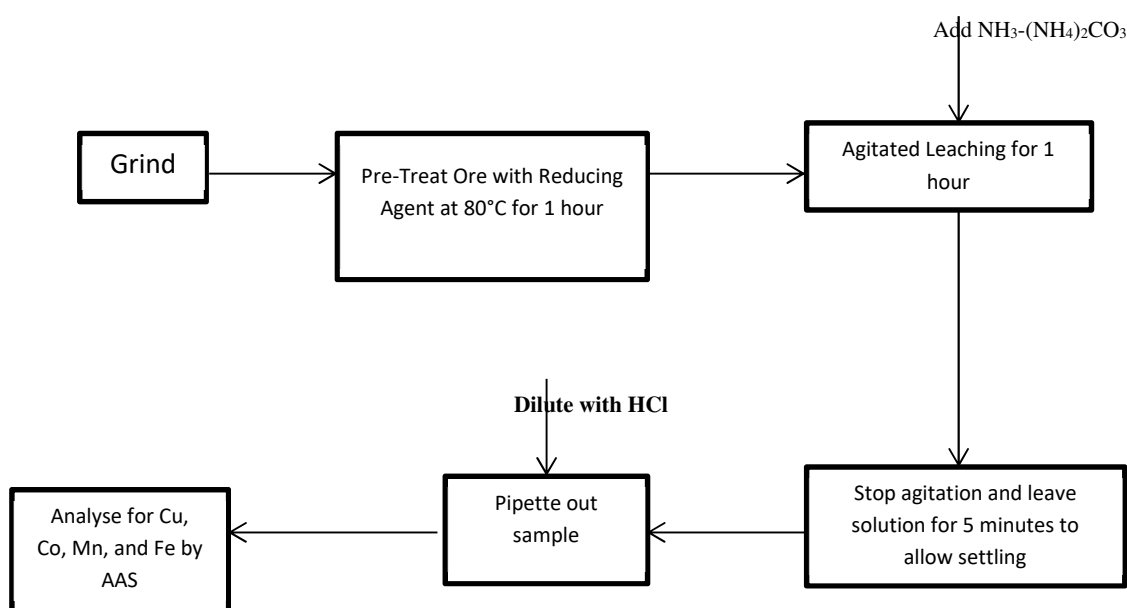 Add NH₃-(NH₄)₂CO₃
Grind
Pre-Treat Ore with Reducing
Agent at 80°C for 1 hour
Agitated Leaching for 1
hour
Dilute with HCl
Stop agitation and leave
solution for 5 minutes to
allow settling
Pipette out
sample
Analyse for Cu,
Co, Mn, and Fe by
AAS